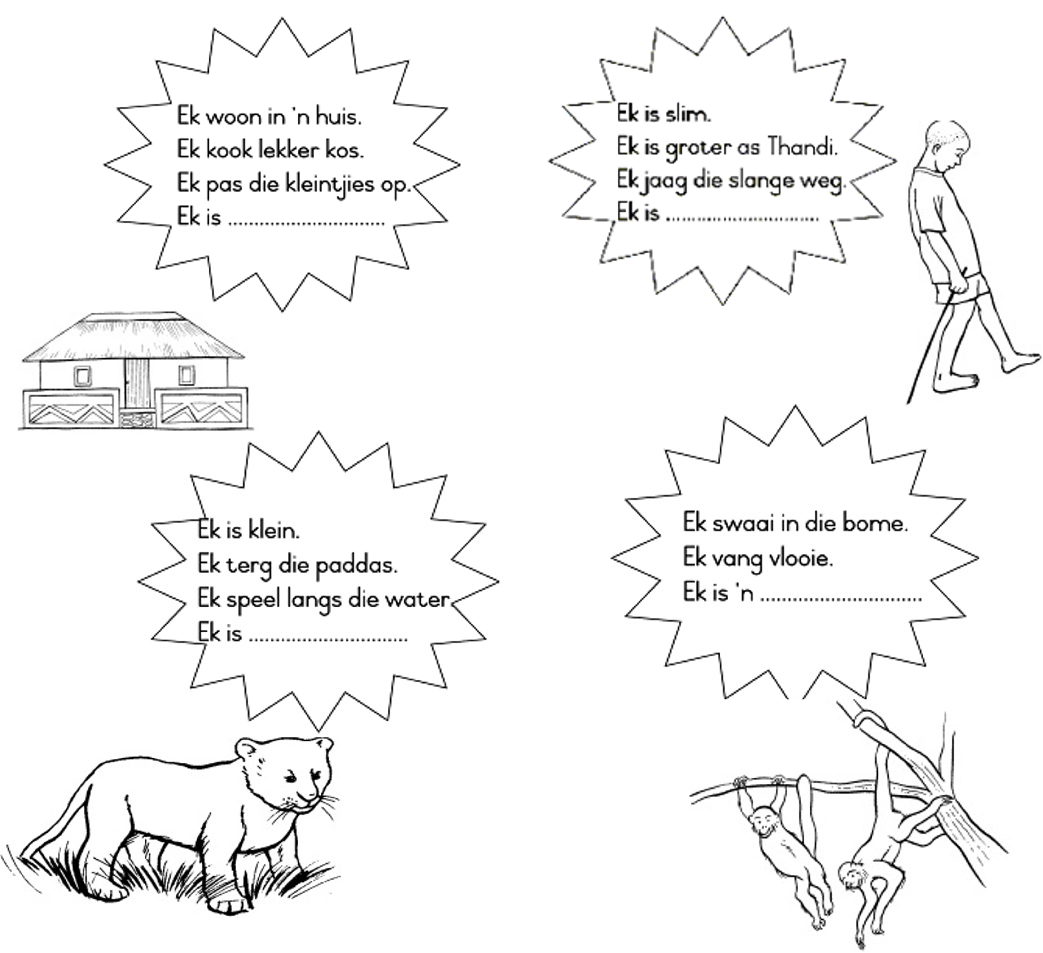 Ek woon in 'n huis.
Ek kook lekker kos.
Ek pas die kleintjies op.
Ek is ..............................
Ek is slim.
Ek is groter as Thandi.
Ek jaag die slange weg.
Ek is ..............................
Ek is klein.
Ek terg die paddas.
Ek speel langs die water.
Ek is ..............................
Ek swaai in die bome.
Ek vang vlooie.
Ek is 'n ..............................